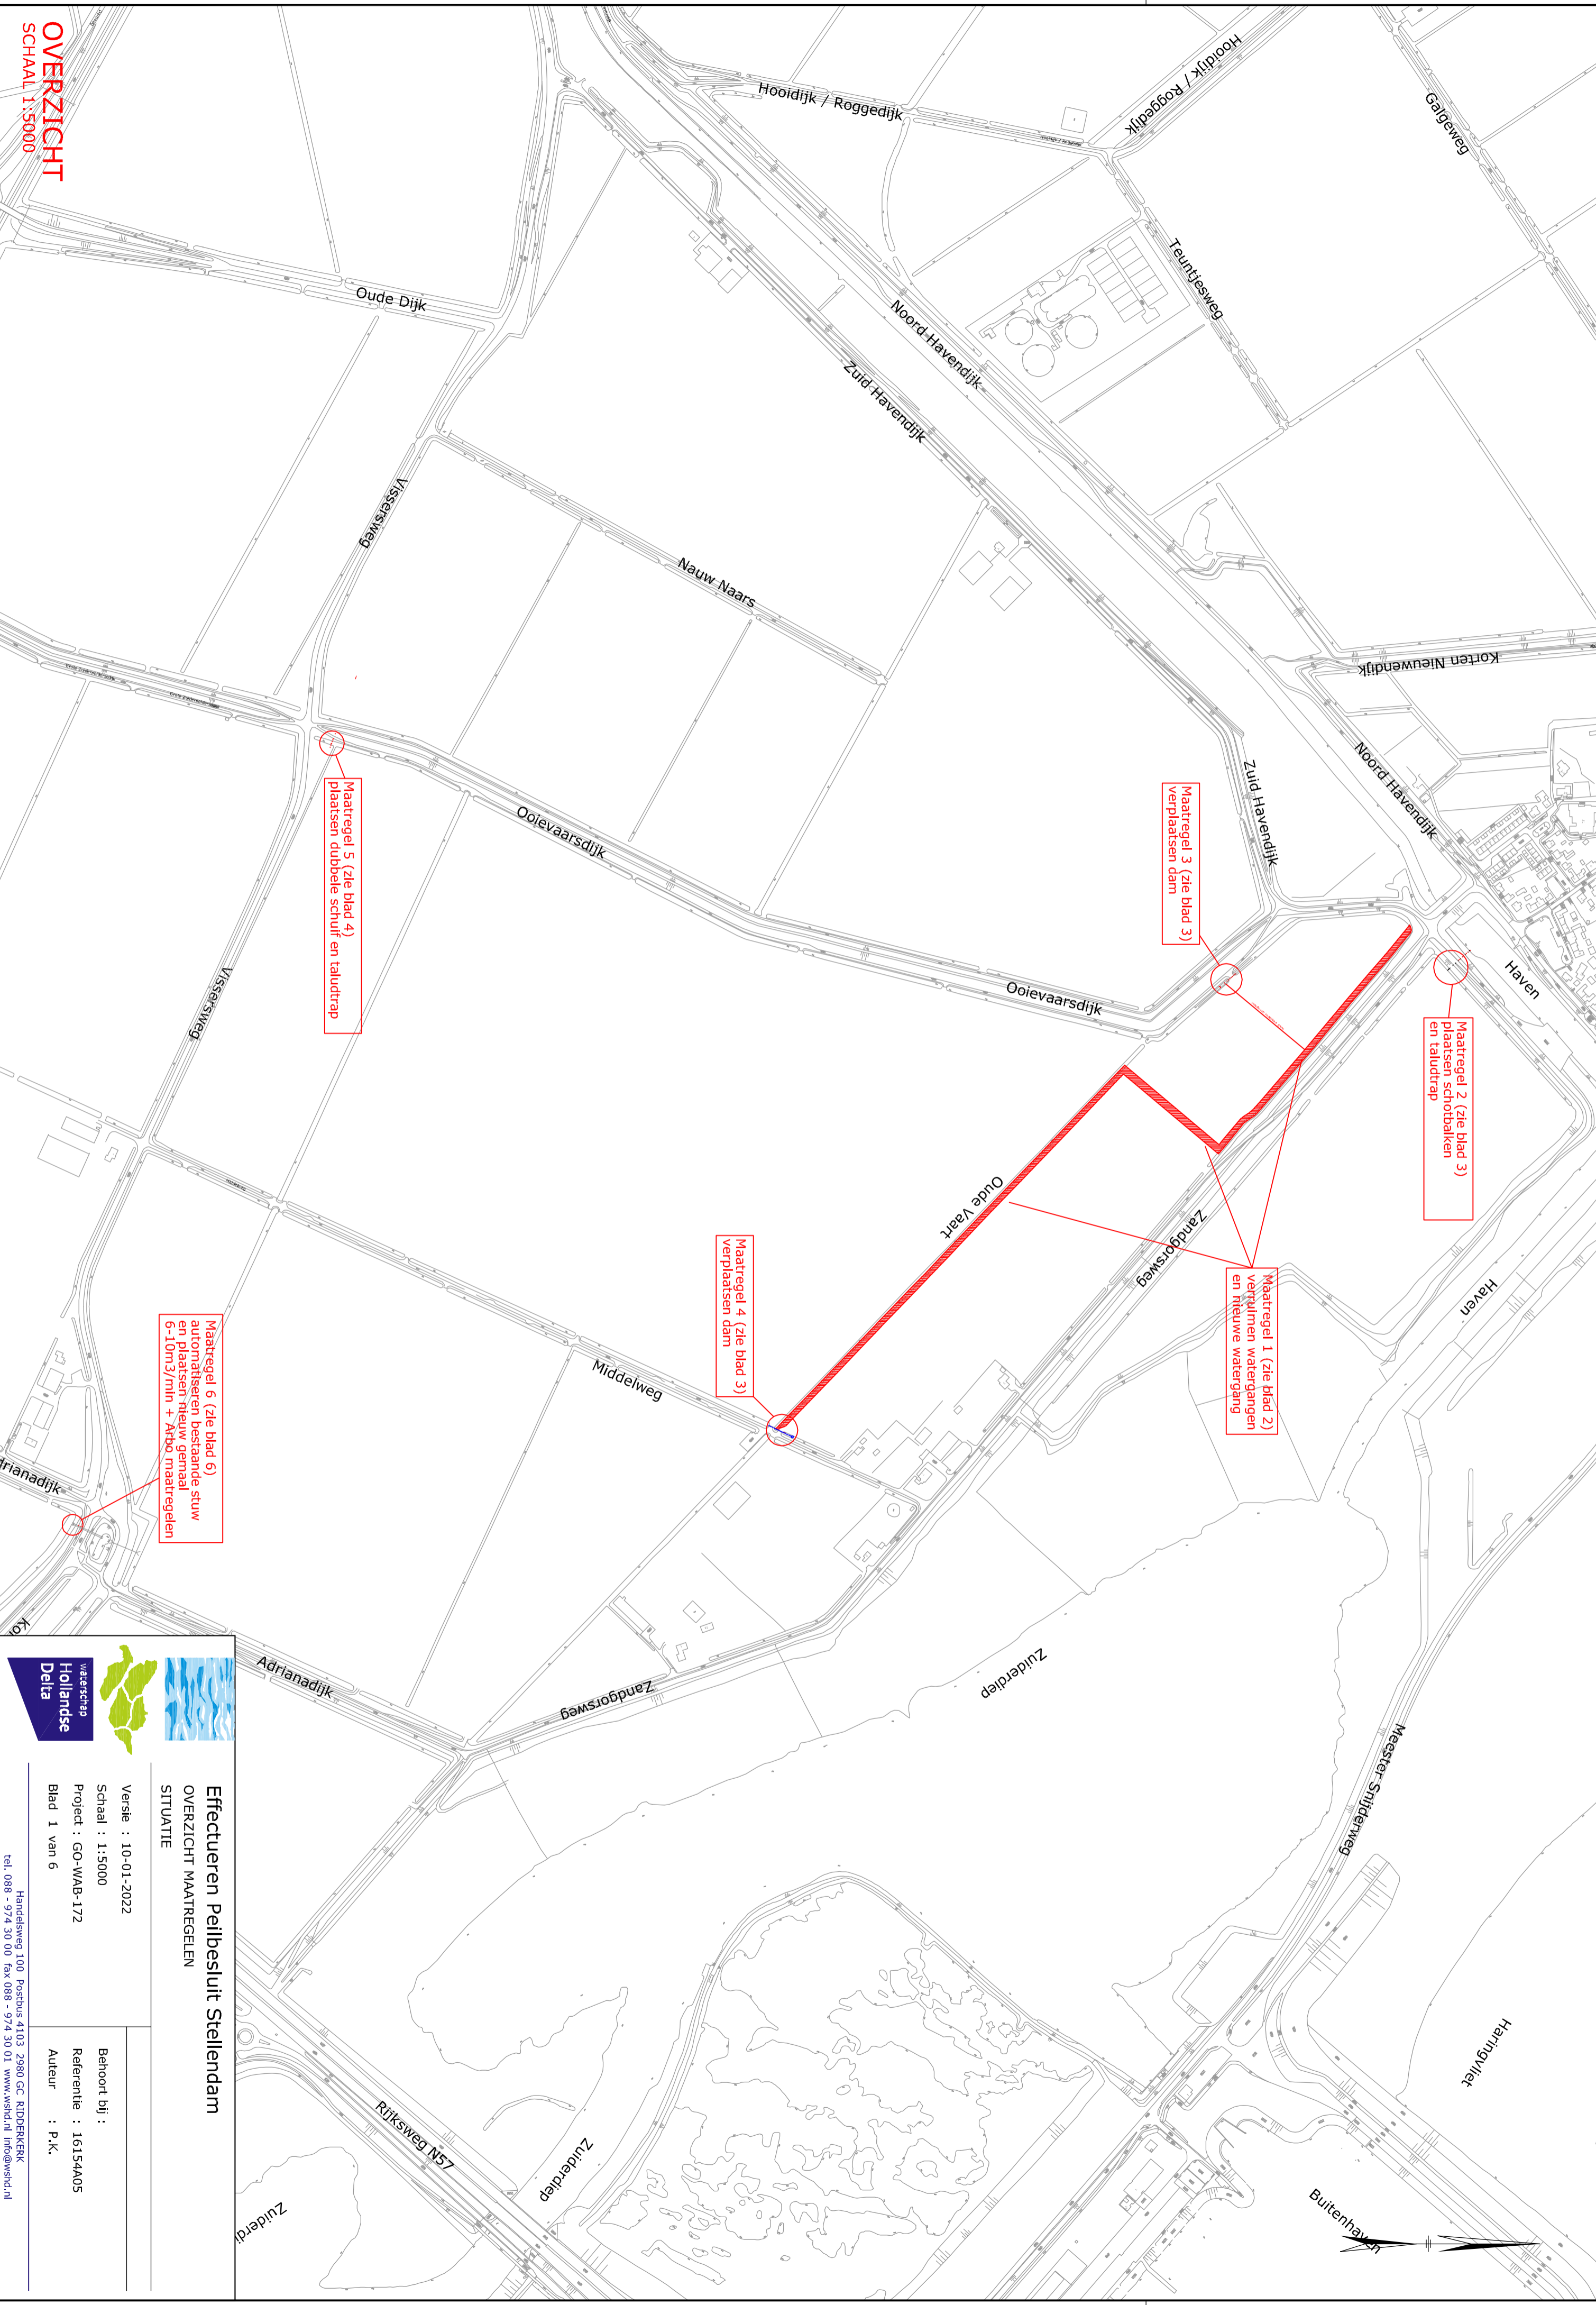 OVERZICHT
SCHAAL 1:5000
Hooidijk / Roggedijk
Hooidijk / Roggedijk
Galgeweg
Teuntjesweg
Noord Havendijk
Zuid Havendijk
Oude Dijk
Vissersweg
Nauw Naars
Korten Nieuwendijk
Noord Havendijk
Zuid Havendijk
Haven
Ooievaarsdijk
Ooievaarsdijk
Vissersweg
Oude Vaart
Zandgorsweg
Haven
Middelweg
Maatregel 3 (zie blad 3)
verplaatsen dam
Maatregel 5 (zie blad 4)
plaatsen dubbele schuif en taludtrap
Maatregel 2 (zie blad 3)
plaatsen schotbalken
en taludtrap
Maatregel 1 (zie blad 2)
verruimen watergangen
en nieuwe watergang
Maatregel 4 (zie blad 3)
verplaatsen dam
Maatregel 6 (zie blad 6)
automatiseren bestaande stuw
en plaatsen nieuw gemaal
6-10m3/min + Arbo maatregelen
drianadijk
Kor
Adrianadijk
Zandgorsweg
Zuiderdiep
Meester Snijderweg
Haringvliet
Buitenhaven
Rijksweg N57
Zuiderdiep
Zuiderdi
waterschap
Hollandse
Delta
Effectueren Peilbesluit Stellendam
OVERZICHT MAATREGELEN
SITUATIE
Versie : 10-01-2022
Schaal : 1:5000
Project : GO-WAB-172
Blad 1 van 6
Behoort bij :
Referentie : 16154A05
Auteur : P.K.
Handelsweg 100 Postbus 4103 2980 GC RIDDERKERK
tel. 088 - 974 30 00 fax 088 - 974 30 01 www.wshd.nl info@wshd.nl